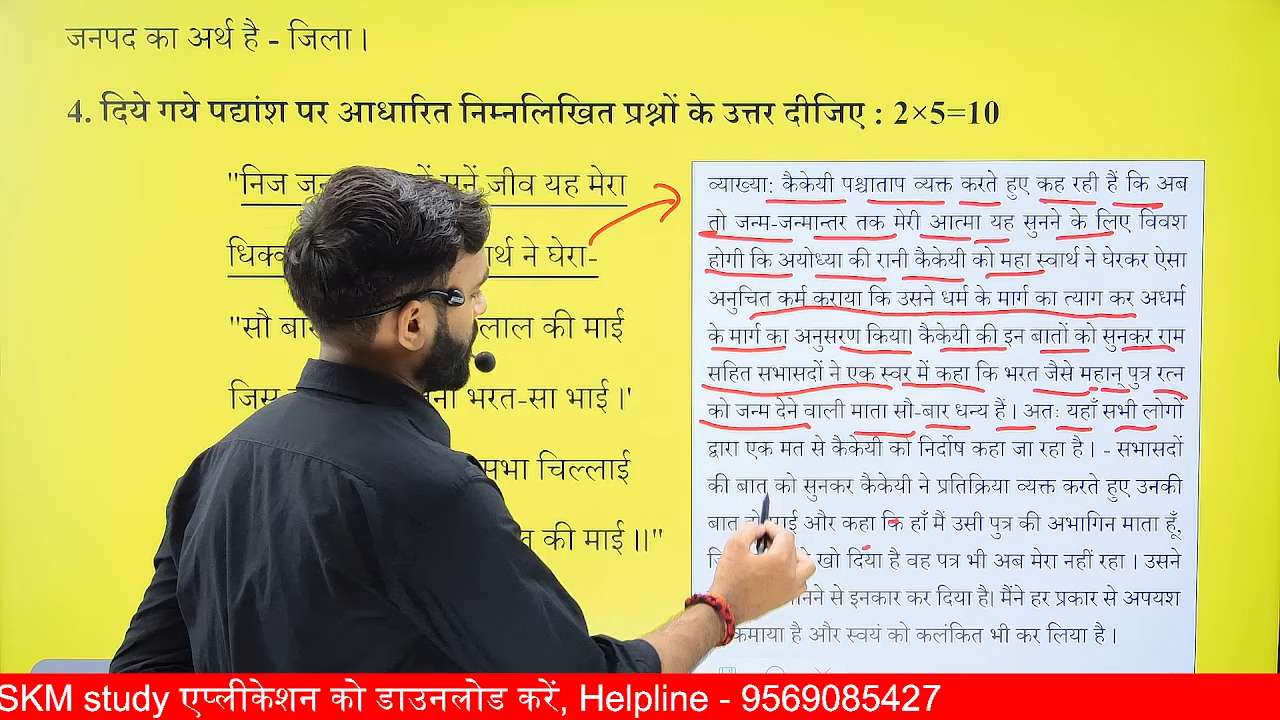 जनपद का अर्थ है - जिला।
4. दिये गये पद्यांश पर आधारित निम्नलिखित प्रश्नों के उत्तर दीजिए : 2×5=10
"निज सुनें जीव यह मेरा
ने घेरा-
"सौ लाल की माई
जिस भरत-सा भाई।'
सभा चिल्लाई
की माई॥"
व्याख्या: कैकेयी पश्चाताप व्यक्त करते हुए कह रही हैं कि अब
तो जन्म-जन्मान्तर तक मेरी आत्मा यह सुनने के लिए विवश
होगी कि अयोध्या की रानी कैकेयी को महा स्वार्थ ने घेरकर ऐसा
अनुचित कर्म कराया कि उसने धर्म के मार्ग का त्याग कर अधर्म
के मार्ग का अनुसरण किया। कैकेयी की इन बातों को सुनकर राम
सहित सभासदों ने एक स्वर में कहा कि भरत जैसे महान् पुत्र रत्न
को जन्म देने वाली माता सौ-बार धन्य हैं। अतः यहाँ सभी लोगों
द्वारा एक मत से कैकेयी को निर्दोष कहा जा रहा है। - सभासदों
की बात को सुनकर कैकेयी ने प्रतिक्रिया व्यक्त करते हुए उनकी
बात और कहा कि हाँ मैं उसी पुत्र की अभागिन माता हूँ,
खो दिया है वह पत्र भी अब मेरा नहीं रहा। उसने
से इनकार कर दिया है। मैंने हर प्रकार से अपयश
कमाया है और स्वयं को कलंकित भी कर लिया है।
SKM study एप्लीकेशन को डाउनलोड करें, Helpline - 9569085427